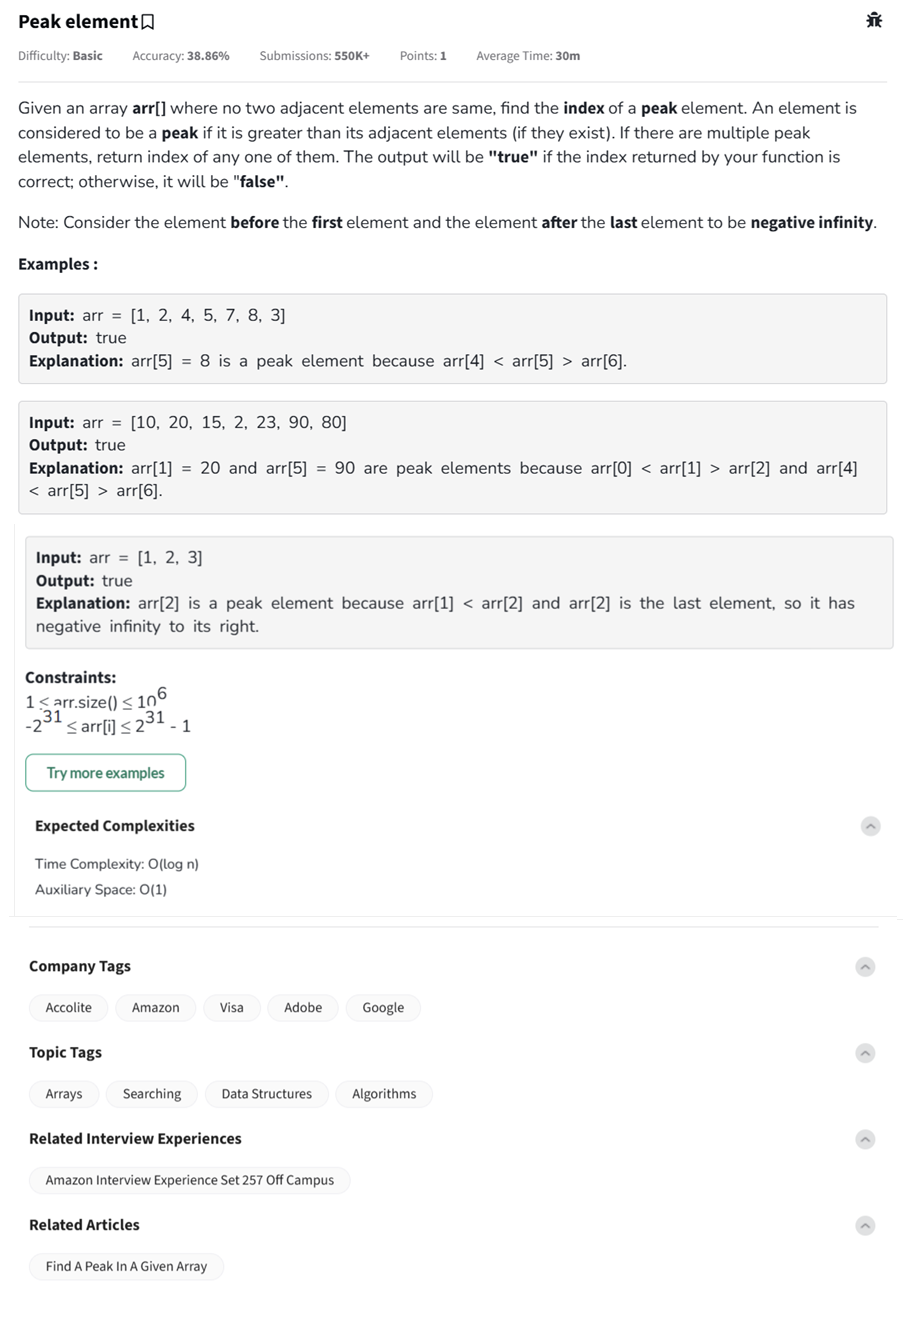 Peak element
Difficulty: Basic Accuracy: 38.86% Submissions: 550K+ Points: 1 Average Time: 30m
Given an array arr[] where no two adjacent elements are same, find the index of a peak element. An element is
considered to be a peak if it is greater than its adjacent elements (if they exist). If there are multiple peak
elements, return index of any one of them. The output will be "true" if the index returned by your function is
correct; otherwise, it will be "false".
Note: Consider the element before the first element and the element after the last element to be negative infinity.
Examples :
Input: arr = [1, 2, 4, 5, 7, 8, 3]
Output: true
Explanation: arr[5] = 8 is a peak element because arr[4] < arr[5] > arr[6].
Input: arr = [10, 20, 15, 2, 23, 90, 80]
Output: true
Explanation: arr[1] = 20 and arr[5] = 90 are peak elements because arr[0] < arr[1] > arr[2] and arr[4]
< arr[5] > arr[6].
Input: arr = [1, 2, 3]
Output: true
Explanation: arr[2] is a peak element because arr[1] < arr[2] and arr[2] is the last element, so it has
negative infinity to its right.
Constraints:
1 ≤ arr.size() ≤ 10^6
-2^31 ≤ arr[i] ≤ 2^31 - 1
Try more examples
Expected Complexities
Time Complexity: O(log n)
Auxiliary Space: O(1)
Company Tags
Accolite Amazon Visa Adobe Google
Topic Tags
Arrays Searching Data Structures Algorithms
Related Interview Experiences
Amazon Interview Experience Set 257 Off Campus
Related Articles
Find A Peak In A Given Array